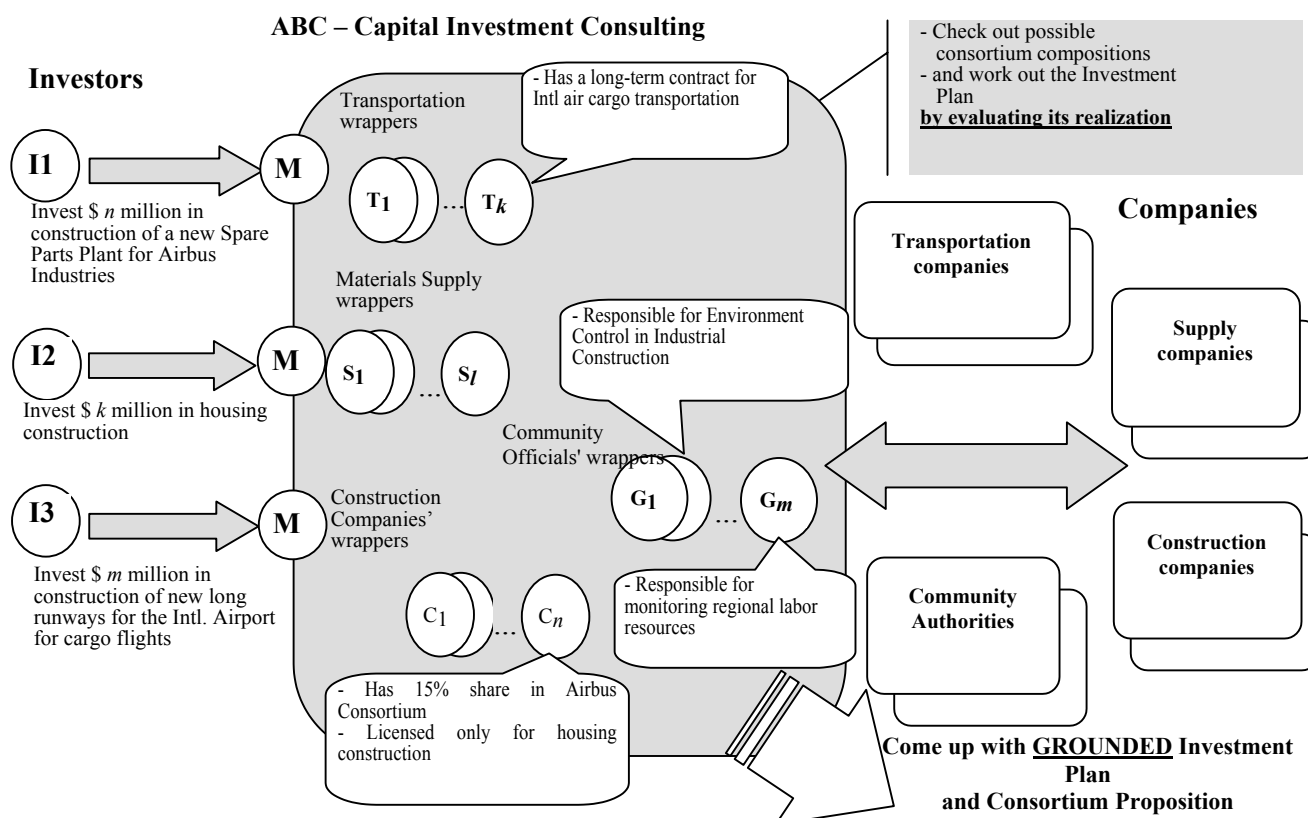 ABC – Capital Investment Consulting
- Check out possible
consortium compositions
- and work out the Investment
Plan
by evaluating its realization
Investors
I1
M
Invest $ n million in
construction of a new Spare
Parts Plant for Airbus
Industries
I2
M
Invest $ k million in housing
construction
I3
M
Invest $ m million in
construction of new long
runways for the Intl. Airport
for cargo flights
Transportation
wrappers
- Has a long-term contract for
Intl air cargo transportation
T1
...
Tk
Materials Supply
wrappers
S1
...
Sl
- Responsible for Environment
Control in Industrial
Construction
Community
Officials' wrappers
G1
...
Gm
- Responsible for
monitoring regional labor
resources
Construction
Companies’
wrappers
C1
...
Cn
- Has 15% share in Airbus
Consortium
- Licensed only for housing
construction
Companies
Transportation
companies
Supply
companies
Construction
companies
Community
Authorities
Come up with GROUNDED Investment
Plan
and Consortium Proposition